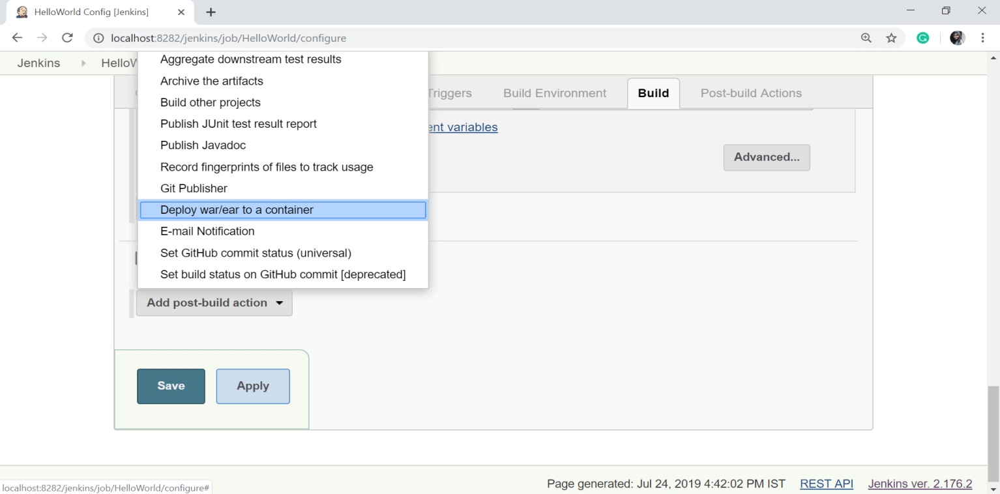 HelloWorld Config [Jenkins]
localhost:8282/jenkins/job/HelloWorld/configure
Jenkins
Aggregate downstream test results
Archive the artifacts
Build other projects
Publish JUnit test result report
Publish Javadoc
Record fingerprints of files to track usage
Git Publisher
Deploy war/ear to a container
E-mail Notification
Set GitHub commit status (universal)
Set build status on GitHub commit [deprecated]
Triggers Build Environment Build Post-build Actions
variables
Advanced...
Add post-build action
Save Apply
localhost:8282/jenkins/job/HelloWorld/configure#
Page generated: Jul 24, 2019 4:42:02 PM IST REST API Jenkins ver. 2.176.2